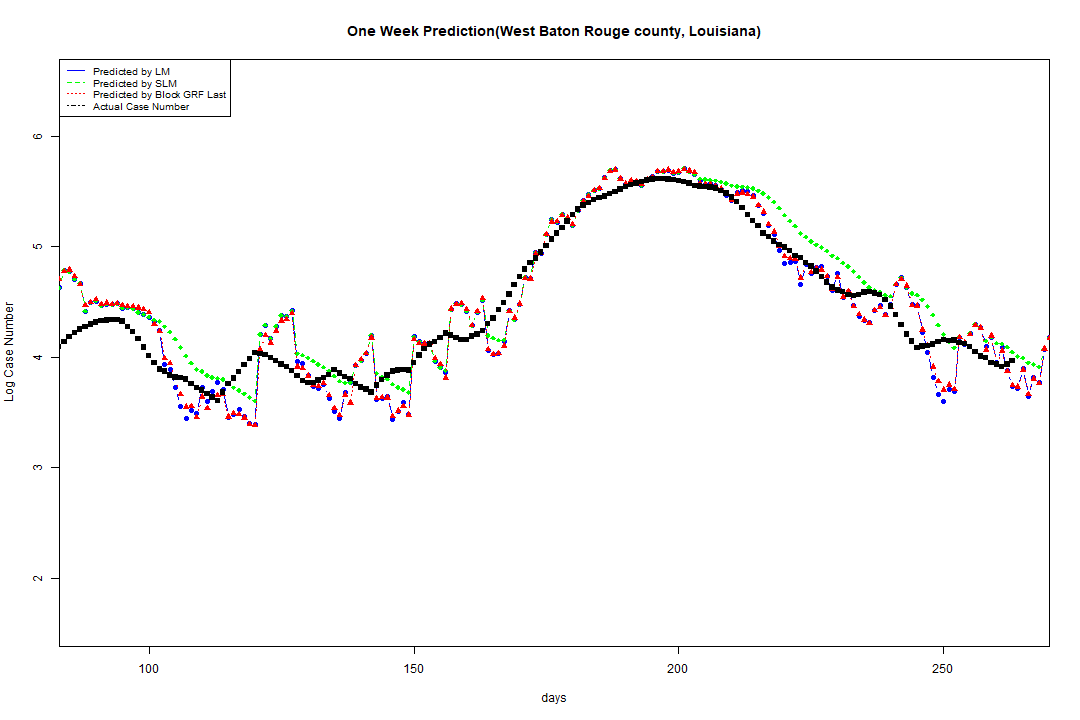 One Week Prediction(West Baton Rouge county, Louisiana)
Predicted by LM
Predicted by SLM
Predicted by Block GRF Last
Actual Case Number
6
5
4
3
2
Log Case Number
100 150 200 250
days